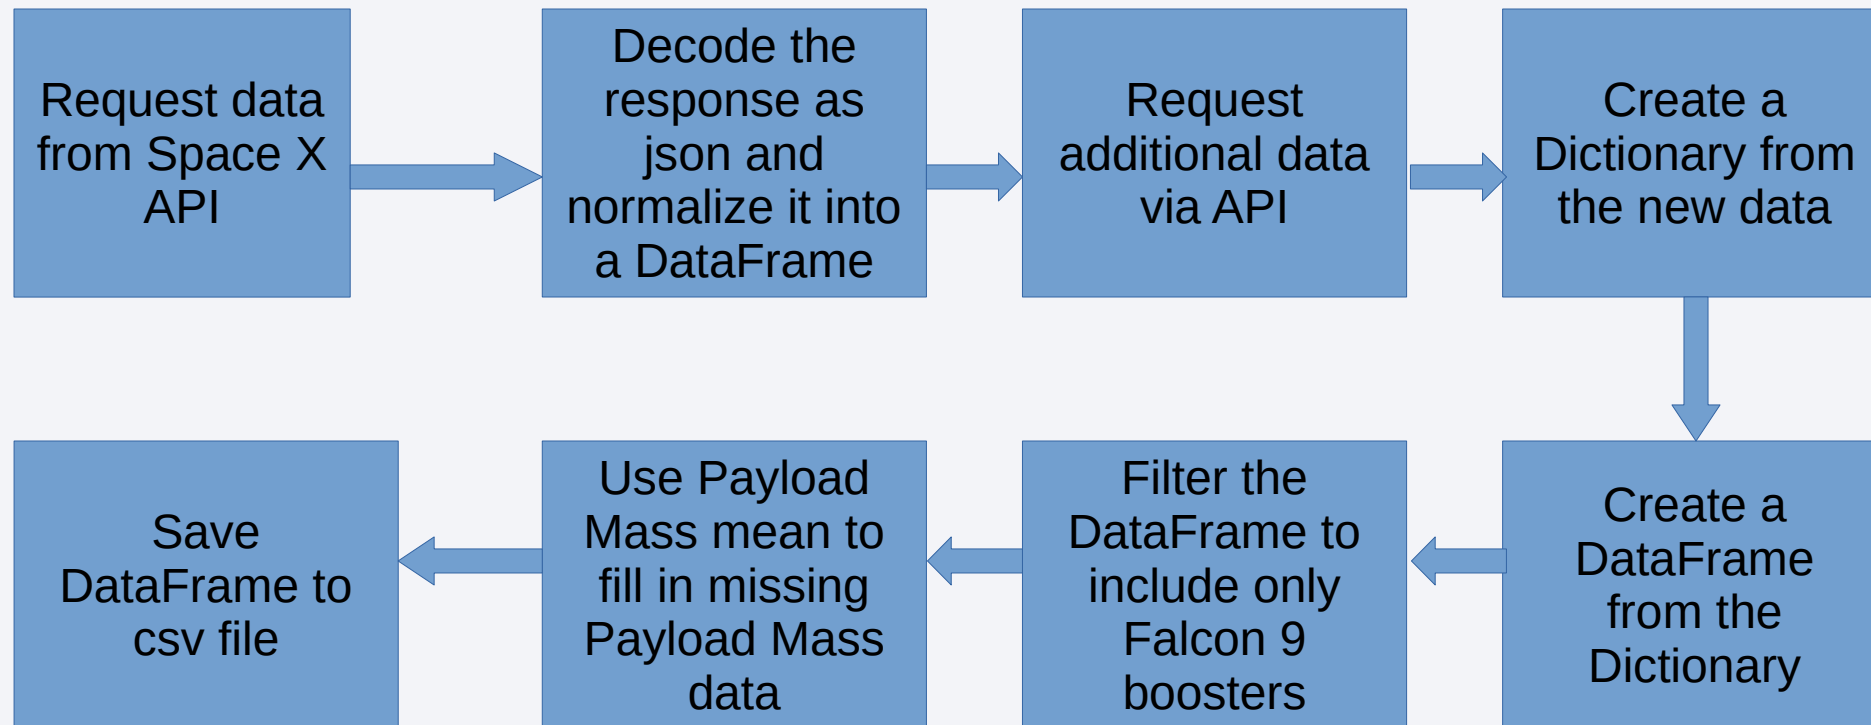 Request data
from Space X
API
Decode the
response as
json and
normalize it into
a DataFrame
Request
additional data
via API
Create a
Dictionary from
the new data
Create a
DataFrame
from the
Dictionary
Filter the
DataFrame to
include only
Falcon 9
boosters
Use Payload
Mass mean to
fill in missing
Payload Mass
data
Save
DataFrame to
csv file